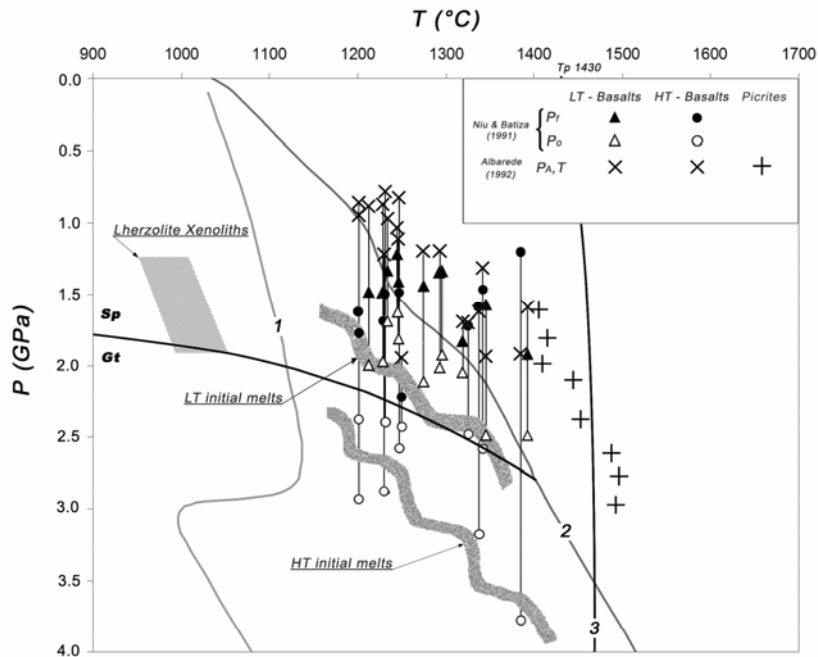 T (°C)
900 1000 1100 1200 1300 1400 1500 1600 1700
Tp 1430
0.0
0.5
1.0
1.5
2.0
2.5
3.0
3.5
4.0
P (GPa)
LT - Basalts HT - Basalts Picrites
Niu & Batiza
(1991)
Pf
Po
Albarede
(1992)
PA,T
Lherzolite Xenoliths
Sp
Gt
1
LT initial melts
HT initial melts
2
3